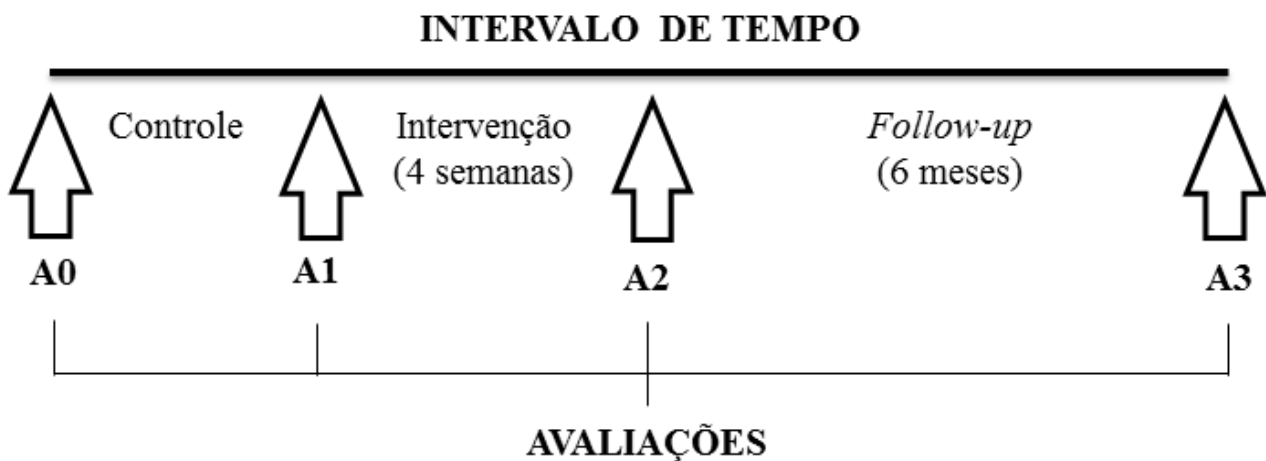 INTERVALO DE TEMPO
Controle
Intervenção
(4 semanas)
Follow-up
(6 meses)
A0
A1
A2
A3
AVALIAÇÕES